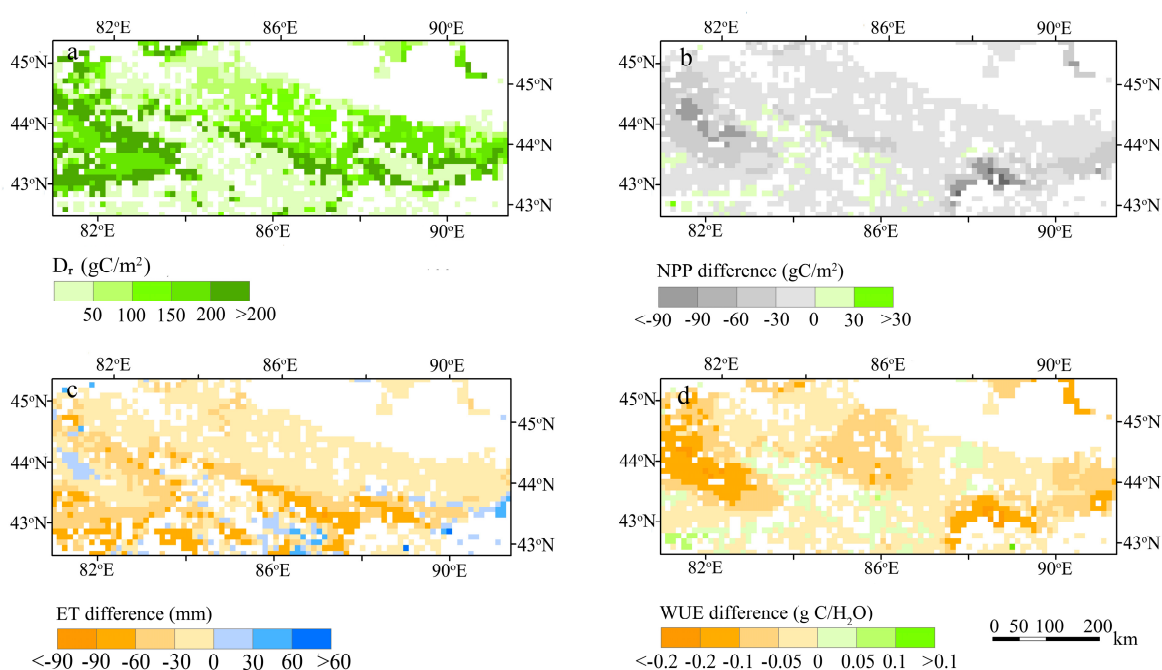 82°E 86°E 90°E
a
45°N
44°N
43°N
45°N
44°N
43°N
82°E 86°E 90°E
Dr (gC/m²)
50 100 150 200 >200
82°E 86°E 90°E
b
45°N
44°N
43°N
45°N
44°N
43°N
82°E 86°E 90°E
NPP difference (gC/m²)
<-90 -90 -60 -30 0 30 >30
82°E 86°E 90°E
c
45°N
44°N
43°N
45°N
44°N
43°N
82°E 86°E 90°E
ET difference (mm)
<-90 -90 -60 -30 0 30 60 >60
82°E 86°E 90°E
d
45°N
44°N
43°N
45°N
44°N
43°N
82°E 86°E 90°E
WUE difference (g C/H₂O)
<-0.2 -0.2 -0.1 -0.05 0 0.05 0.1 >0.1
0 50 100 200
km